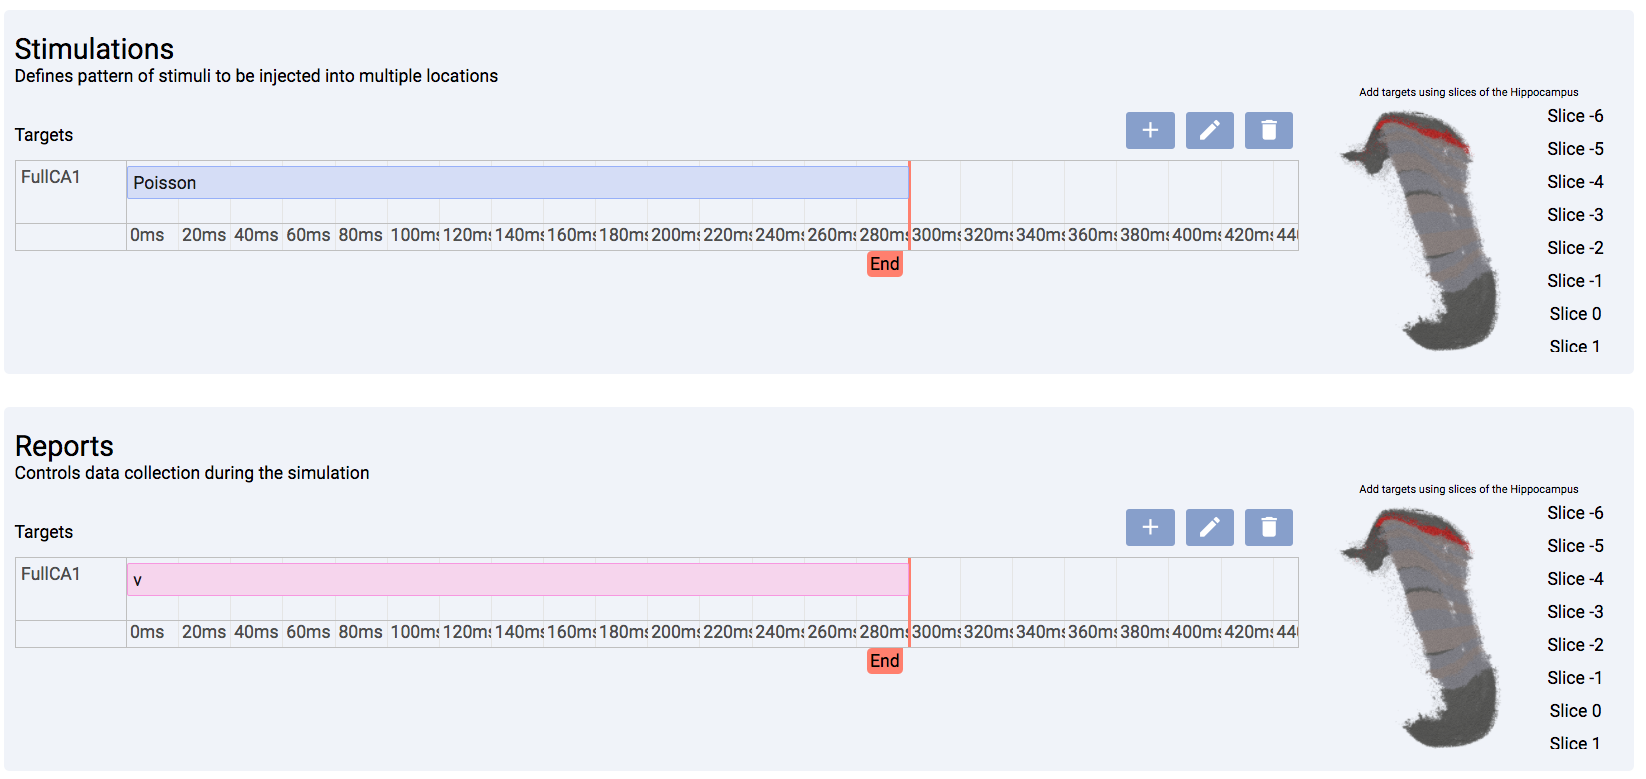 Stimulations
Defines pattern of stimuli to be injected into multiple locations
Add targets using slices of the Hippocampus
Targets
FullCA1
Poisson
0ms 20ms 40ms 60ms 80ms 100ms 120ms 140ms 160ms 180ms 200ms 220ms 240ms 260ms 280ms 300ms 320ms 340ms 360ms 380ms 400ms 420ms 44
End
Slice -6
Slice -5
Slice -4
Slice -3
Slice -2
Slice -1
Slice 0
Slice 1
Reports
Controls data collection during the simulation
Add targets using slices of the Hippocampus
Targets
FullCA1
v
0ms 20ms 40ms 60ms 80ms 100ms 120ms 140ms 160ms 180ms 200ms 220ms 240ms 260ms 280ms 300ms 320ms 340ms 360ms 380ms 400ms 420ms 44
End
Slice -6
Slice -5
Slice -4
Slice -3
Slice -2
Slice -1
Slice 0
Slice 1